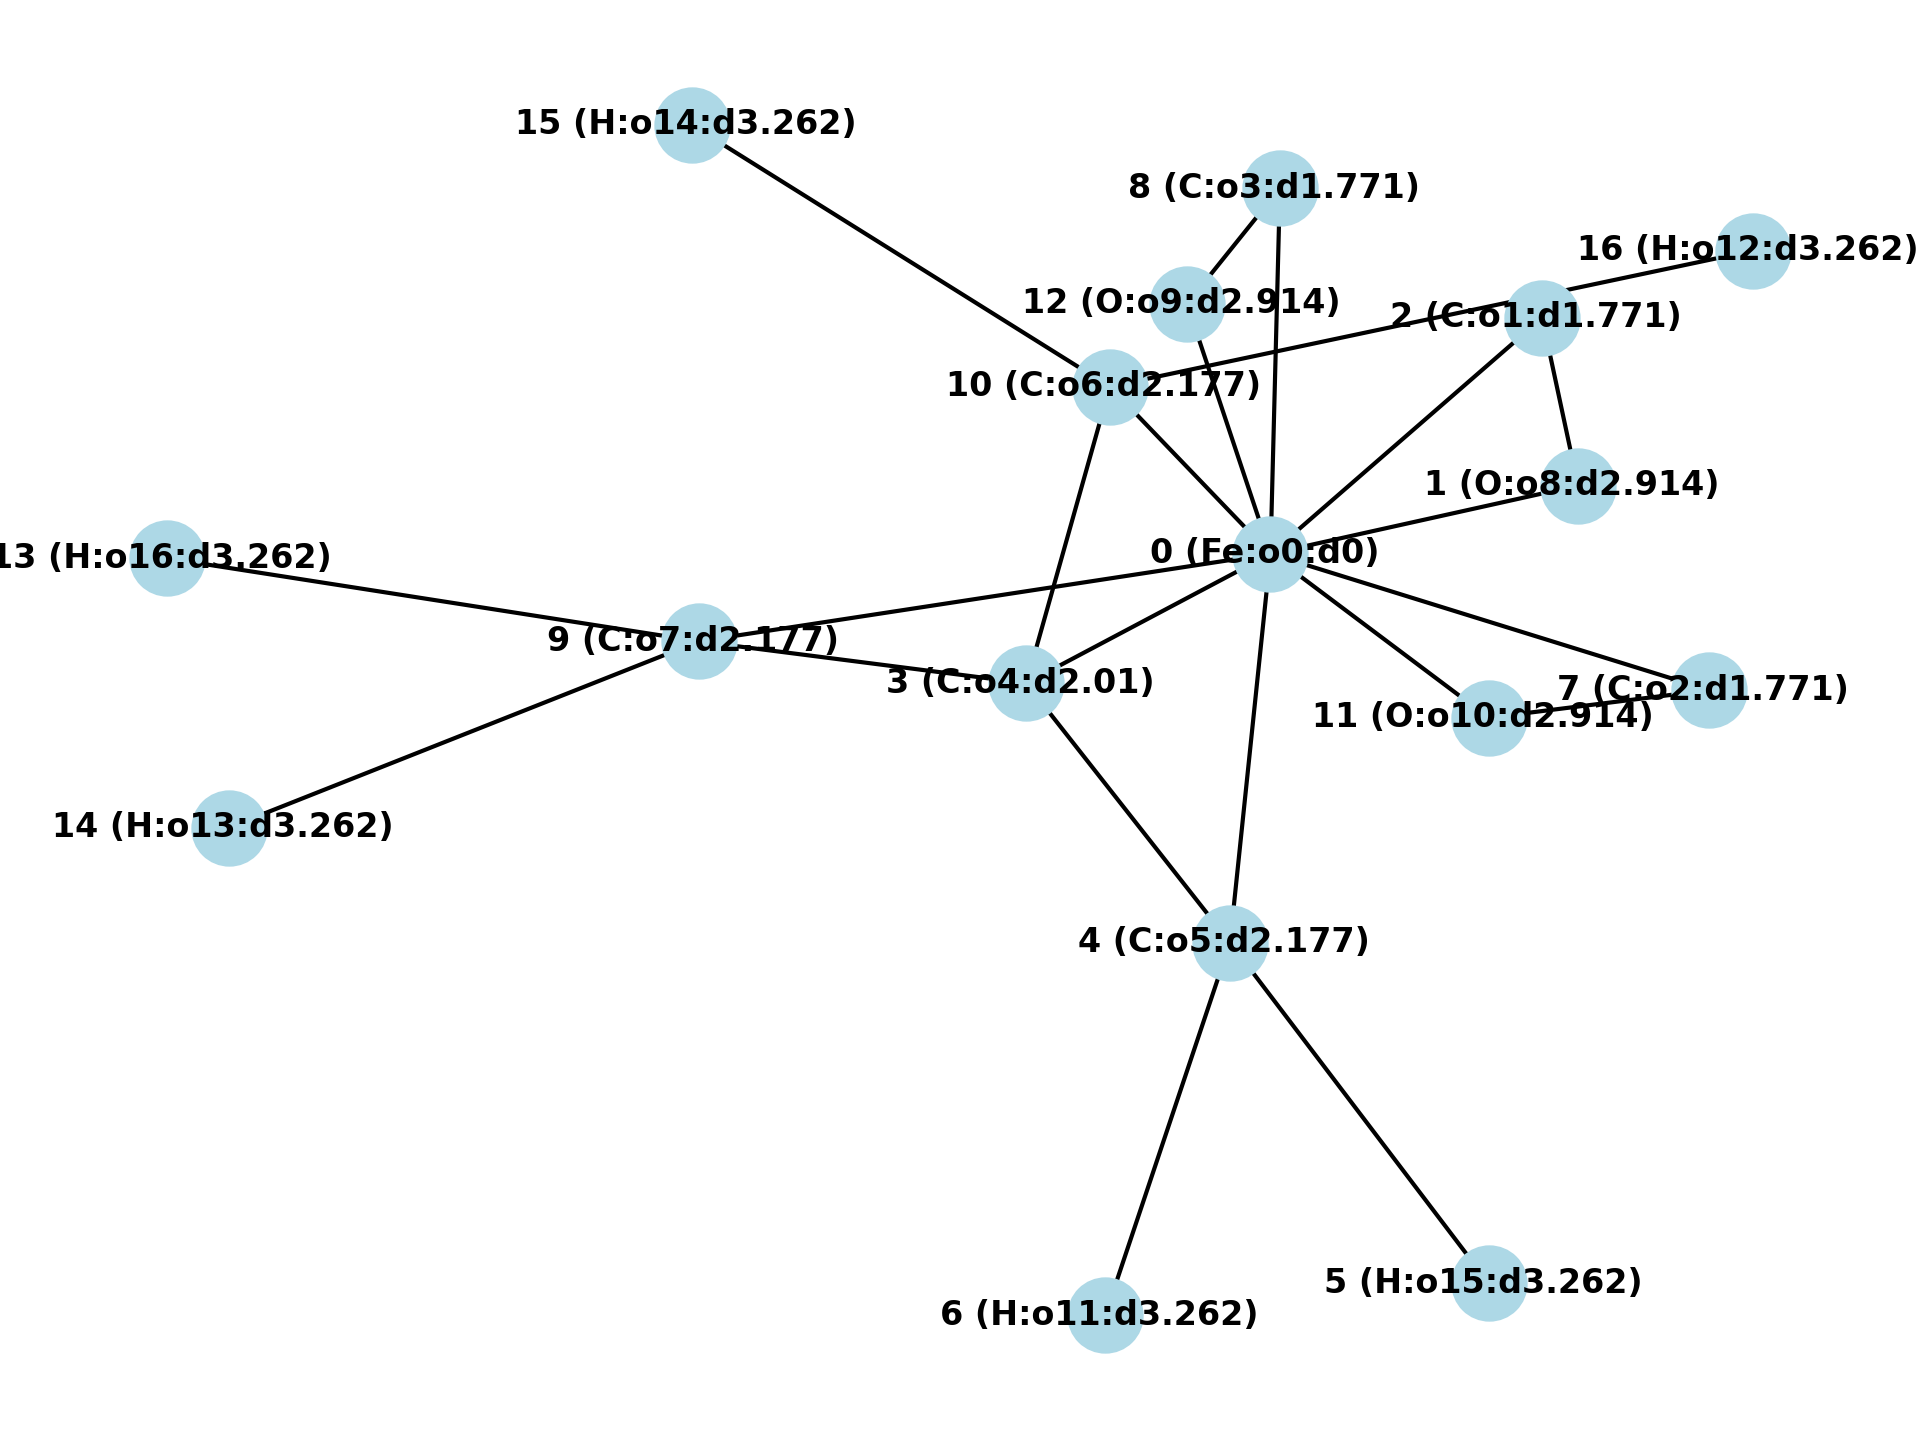 15 (H:o14:d3.262)
8 (C:o3:d1.771)
16 (H:o12:d3.262)
12 (O:o9:d2.914)
2 (C:o1:d1.771)
10 (C:o6:d2.177)
1 (O:o8:d2.914)
0 (Fe:o0:d0)
13 (H:o16:d3.262)
9 (C:o7:d2.177)
3 (C:o4:d2.01)
7 (C:o2:d1.771)
11 (O:o10:d2.914)
14 (H:o13:d3.262)
4 (C:o5:d2.177)
5 (H:o15:d3.262)
6 (H:o11:d3.262)